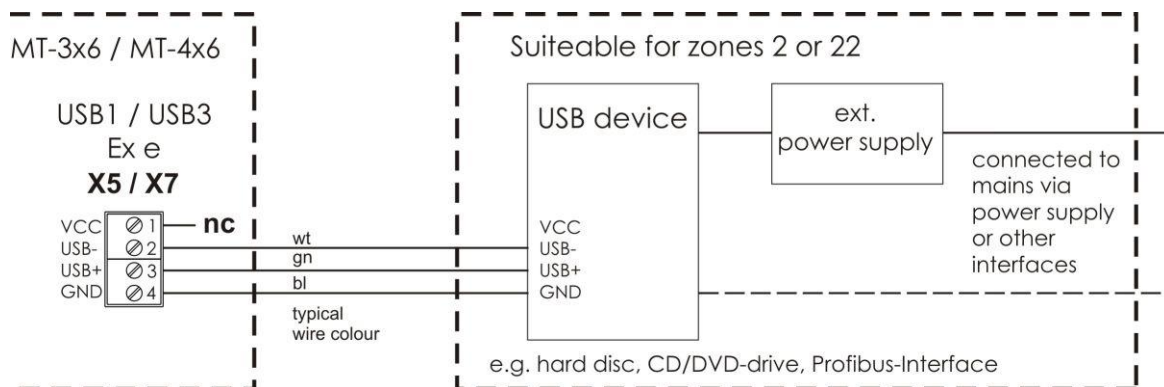 MT-3x6 / MT-4x6
USB1 / USB3
Ex e
X5 / X7
VCC 1 nc
USB- 2
USB+ 3
GND 4
wt
gn
bl
typical
wire colour
Suiteable for zones 2 or 22
USB device
VCC
USB-
USB+
GND
ext.
power supply
connected to
mains via
power supply
or other
interfaces
e.g. hard disc, CD/DVD-drive, Profibus-Interface